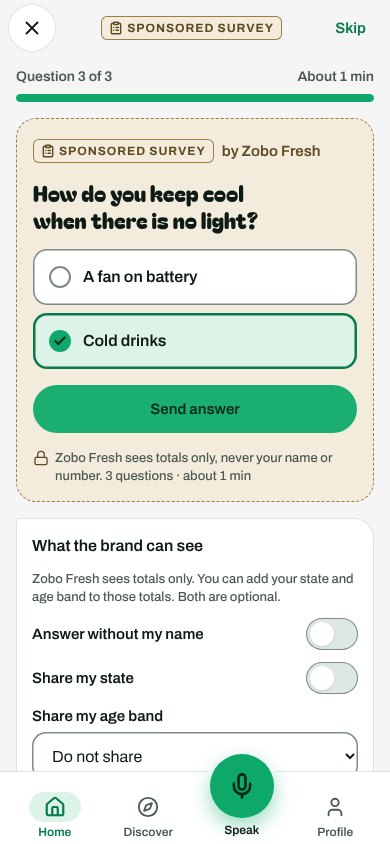 SPONSORED SURVEY
Skip
Question 3 of 3
About 1 min
SPONSORED SURVEY by Zobo Fresh
How do you keep cool
when there is no light?
A fan on battery
Cold drinks
Send answer
Zobo Fresh sees totals only, never your name or
number. 3 questions · about 1 min
What the brand can see
Zobo Fresh sees totals only. You can add your state and
age band to those totals. Both are optional.
Answer without my name
Share my state
Share my age band
Do not share
Home
Discover
Speak
Profile